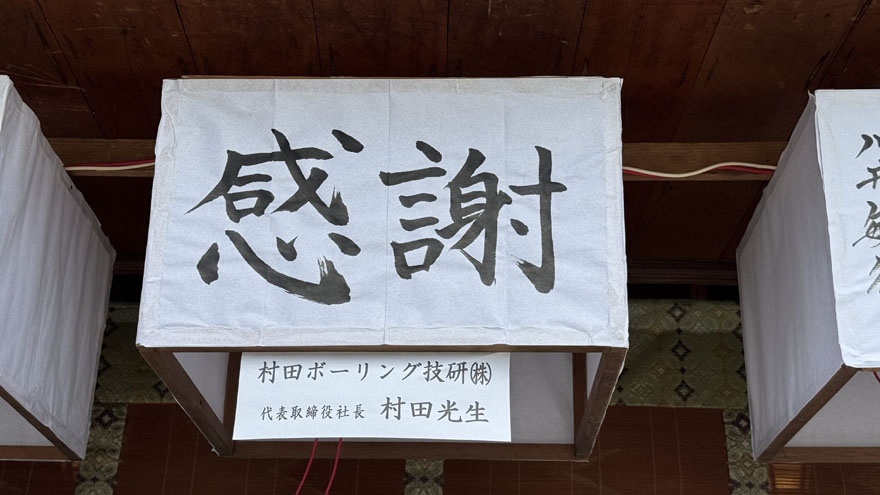 感謝
村田ボーリング技研㈱
代表取締役社長 村田光生